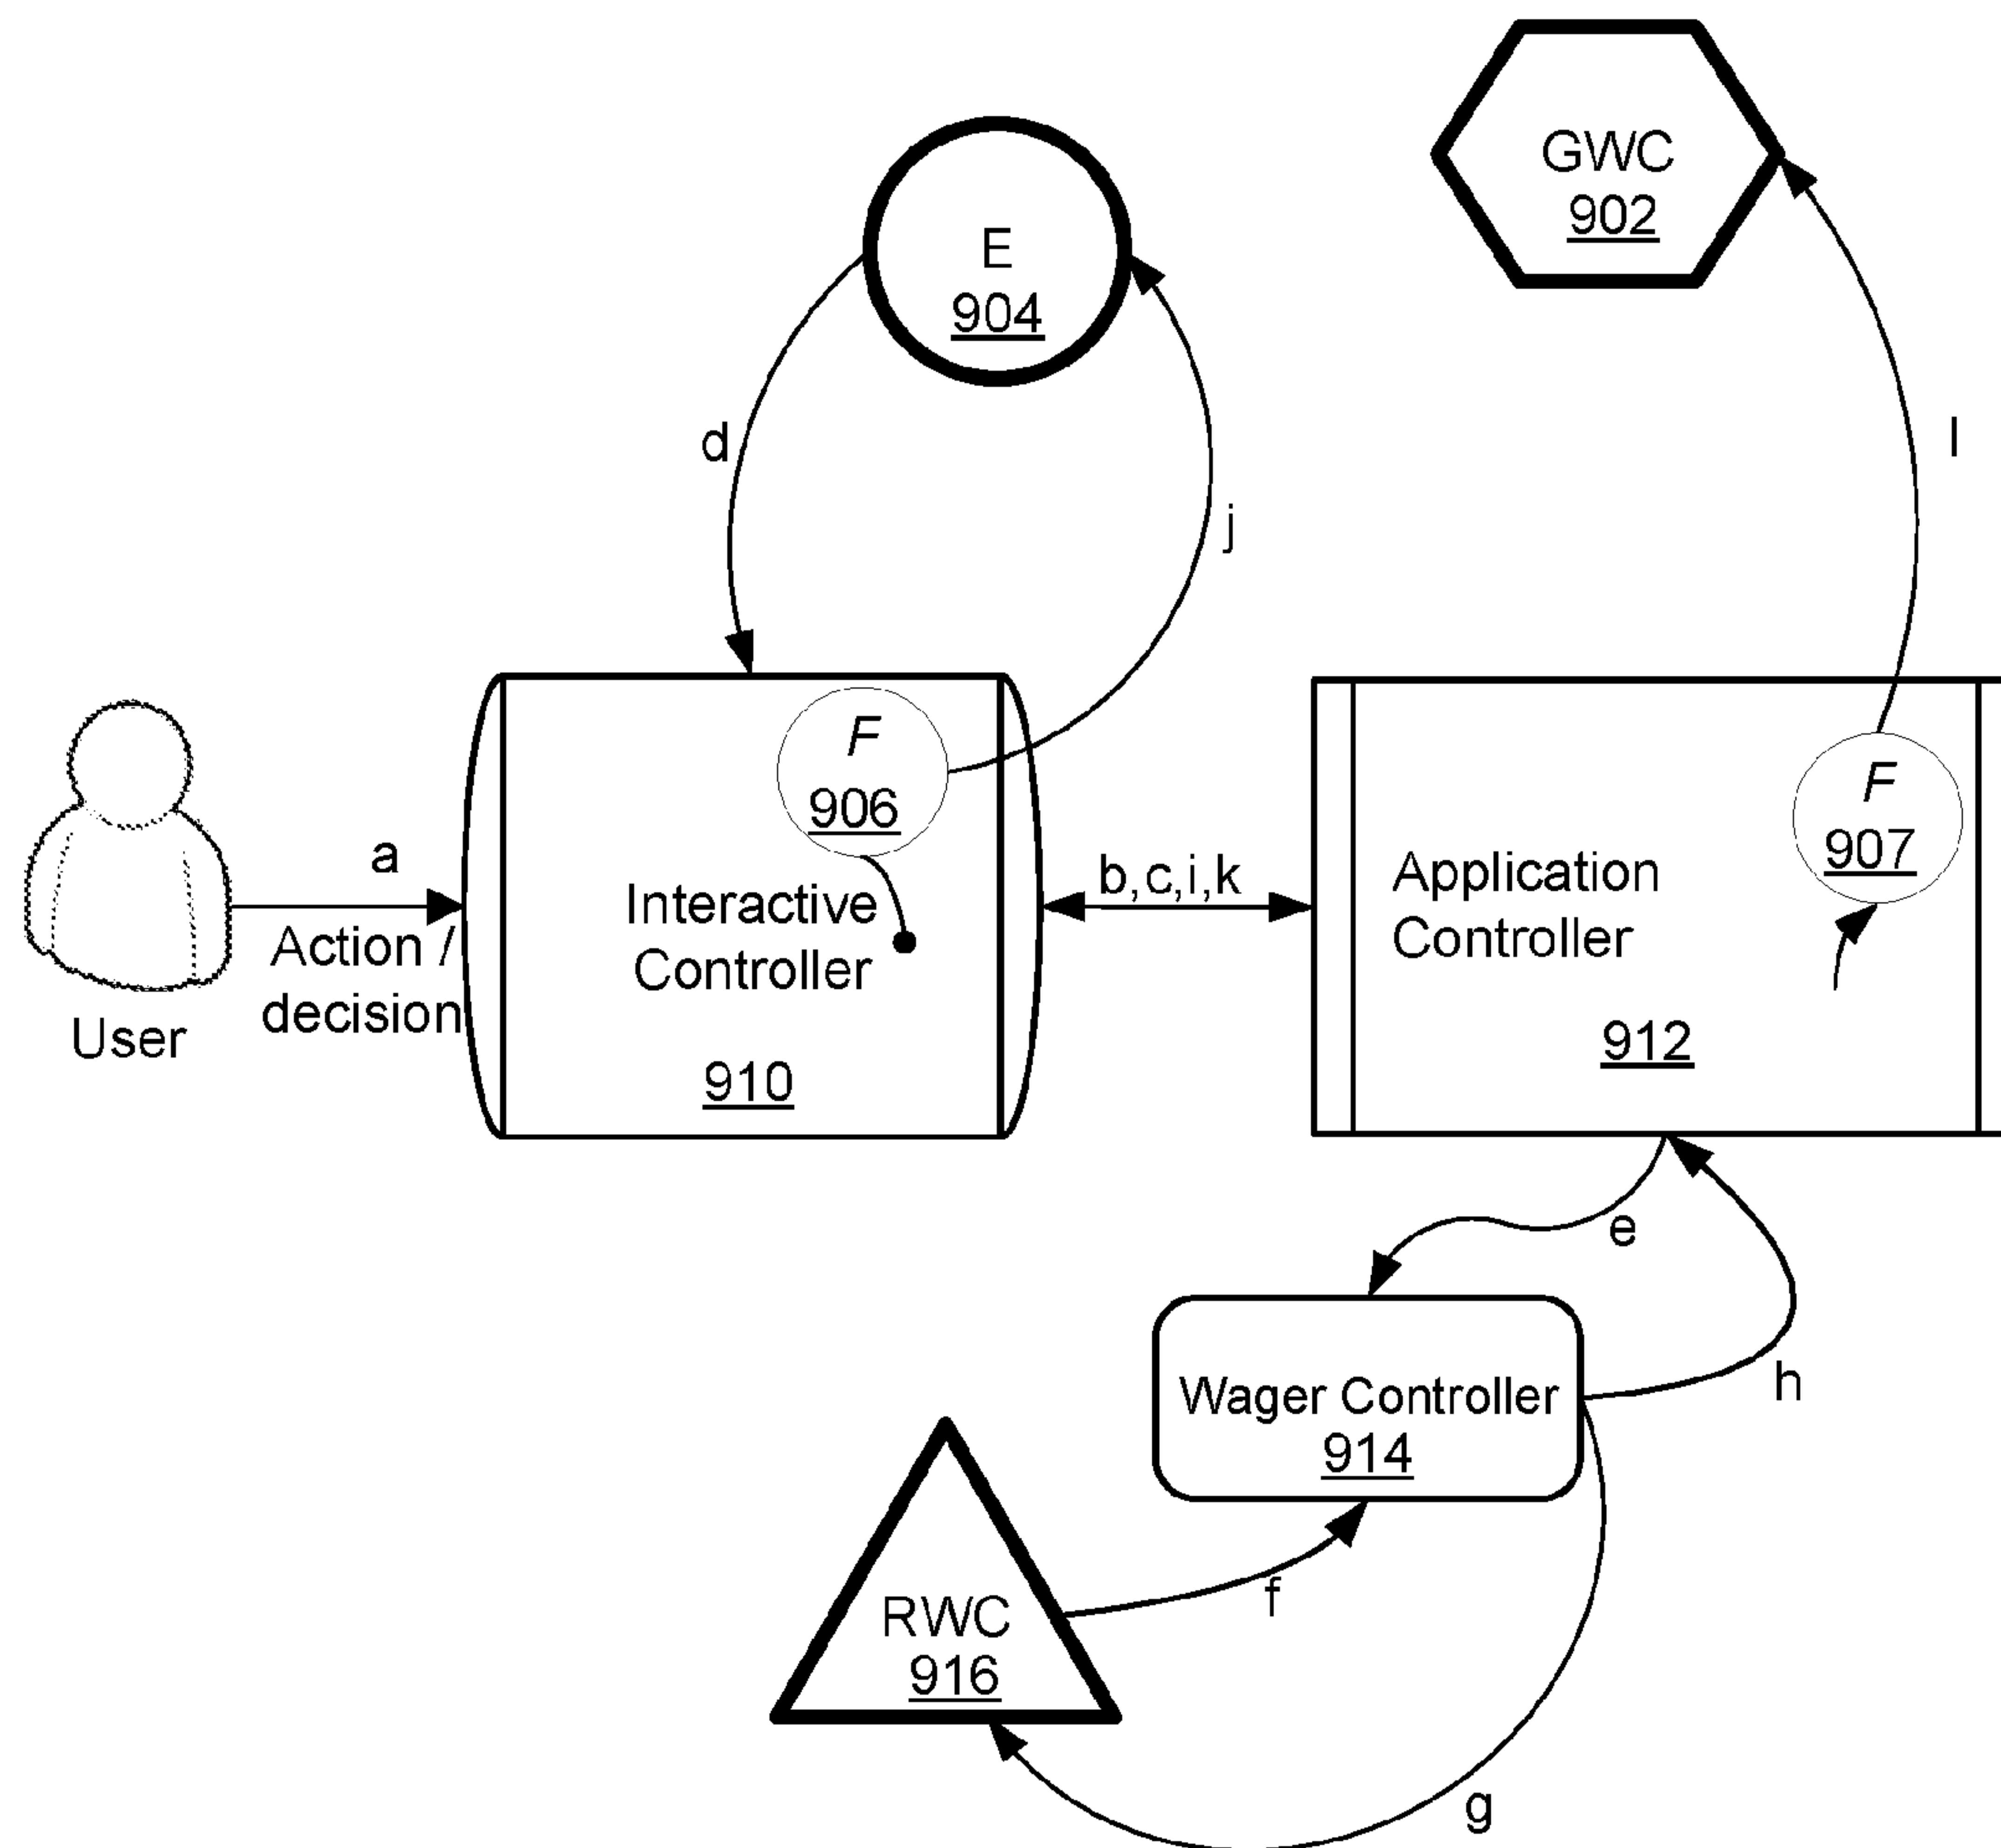 GWC
902
E
904
d
j
l
F
906
F
907
a
Action /
decision
User
Interactive
Controller
910
b,c,i,k
Application
Controller
912
e
h
Wager Controller
914
f
RWC
916
g